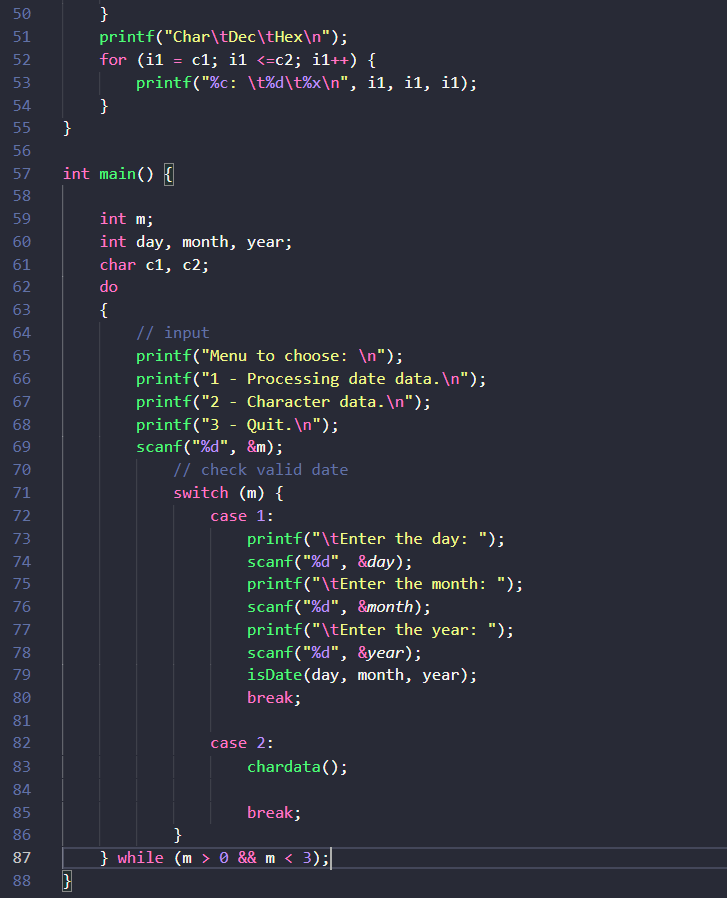 50 }
51 printf("Char\tDec\tHex\n");
52 for (i1 = c1; i1 <=c2; i1++) {
53 printf("%c: \t%d\t%x\n", i1, i1, i1);
54 }
55 }
56
57 int main() {
58
59 int m;
60 int day, month, year;
61 char c1, c2;
62 do
63 {
64 // input
65 printf("Menu to choose: \n");
66 printf("1 - Processing date data.\n");
67 printf("2 - Character data.\n");
68 printf("3 - Quit.\n");
69 scanf("%d", &m);
70 // check valid date
71 switch (m) {
72 case 1:
73 printf("\tEnter the day: ");
74 scanf("%d", &day);
75 printf("\tEnter the month: ");
76 scanf("%d", &month);
77 printf("\tEnter the year: ");
78 scanf("%d", &year);
79 isDate(day, month, year);
80 break;
81
82 case 2:
83 chardata();
84
85 break;
86 }
87 } while (m > 0 && m < 3);
88 }